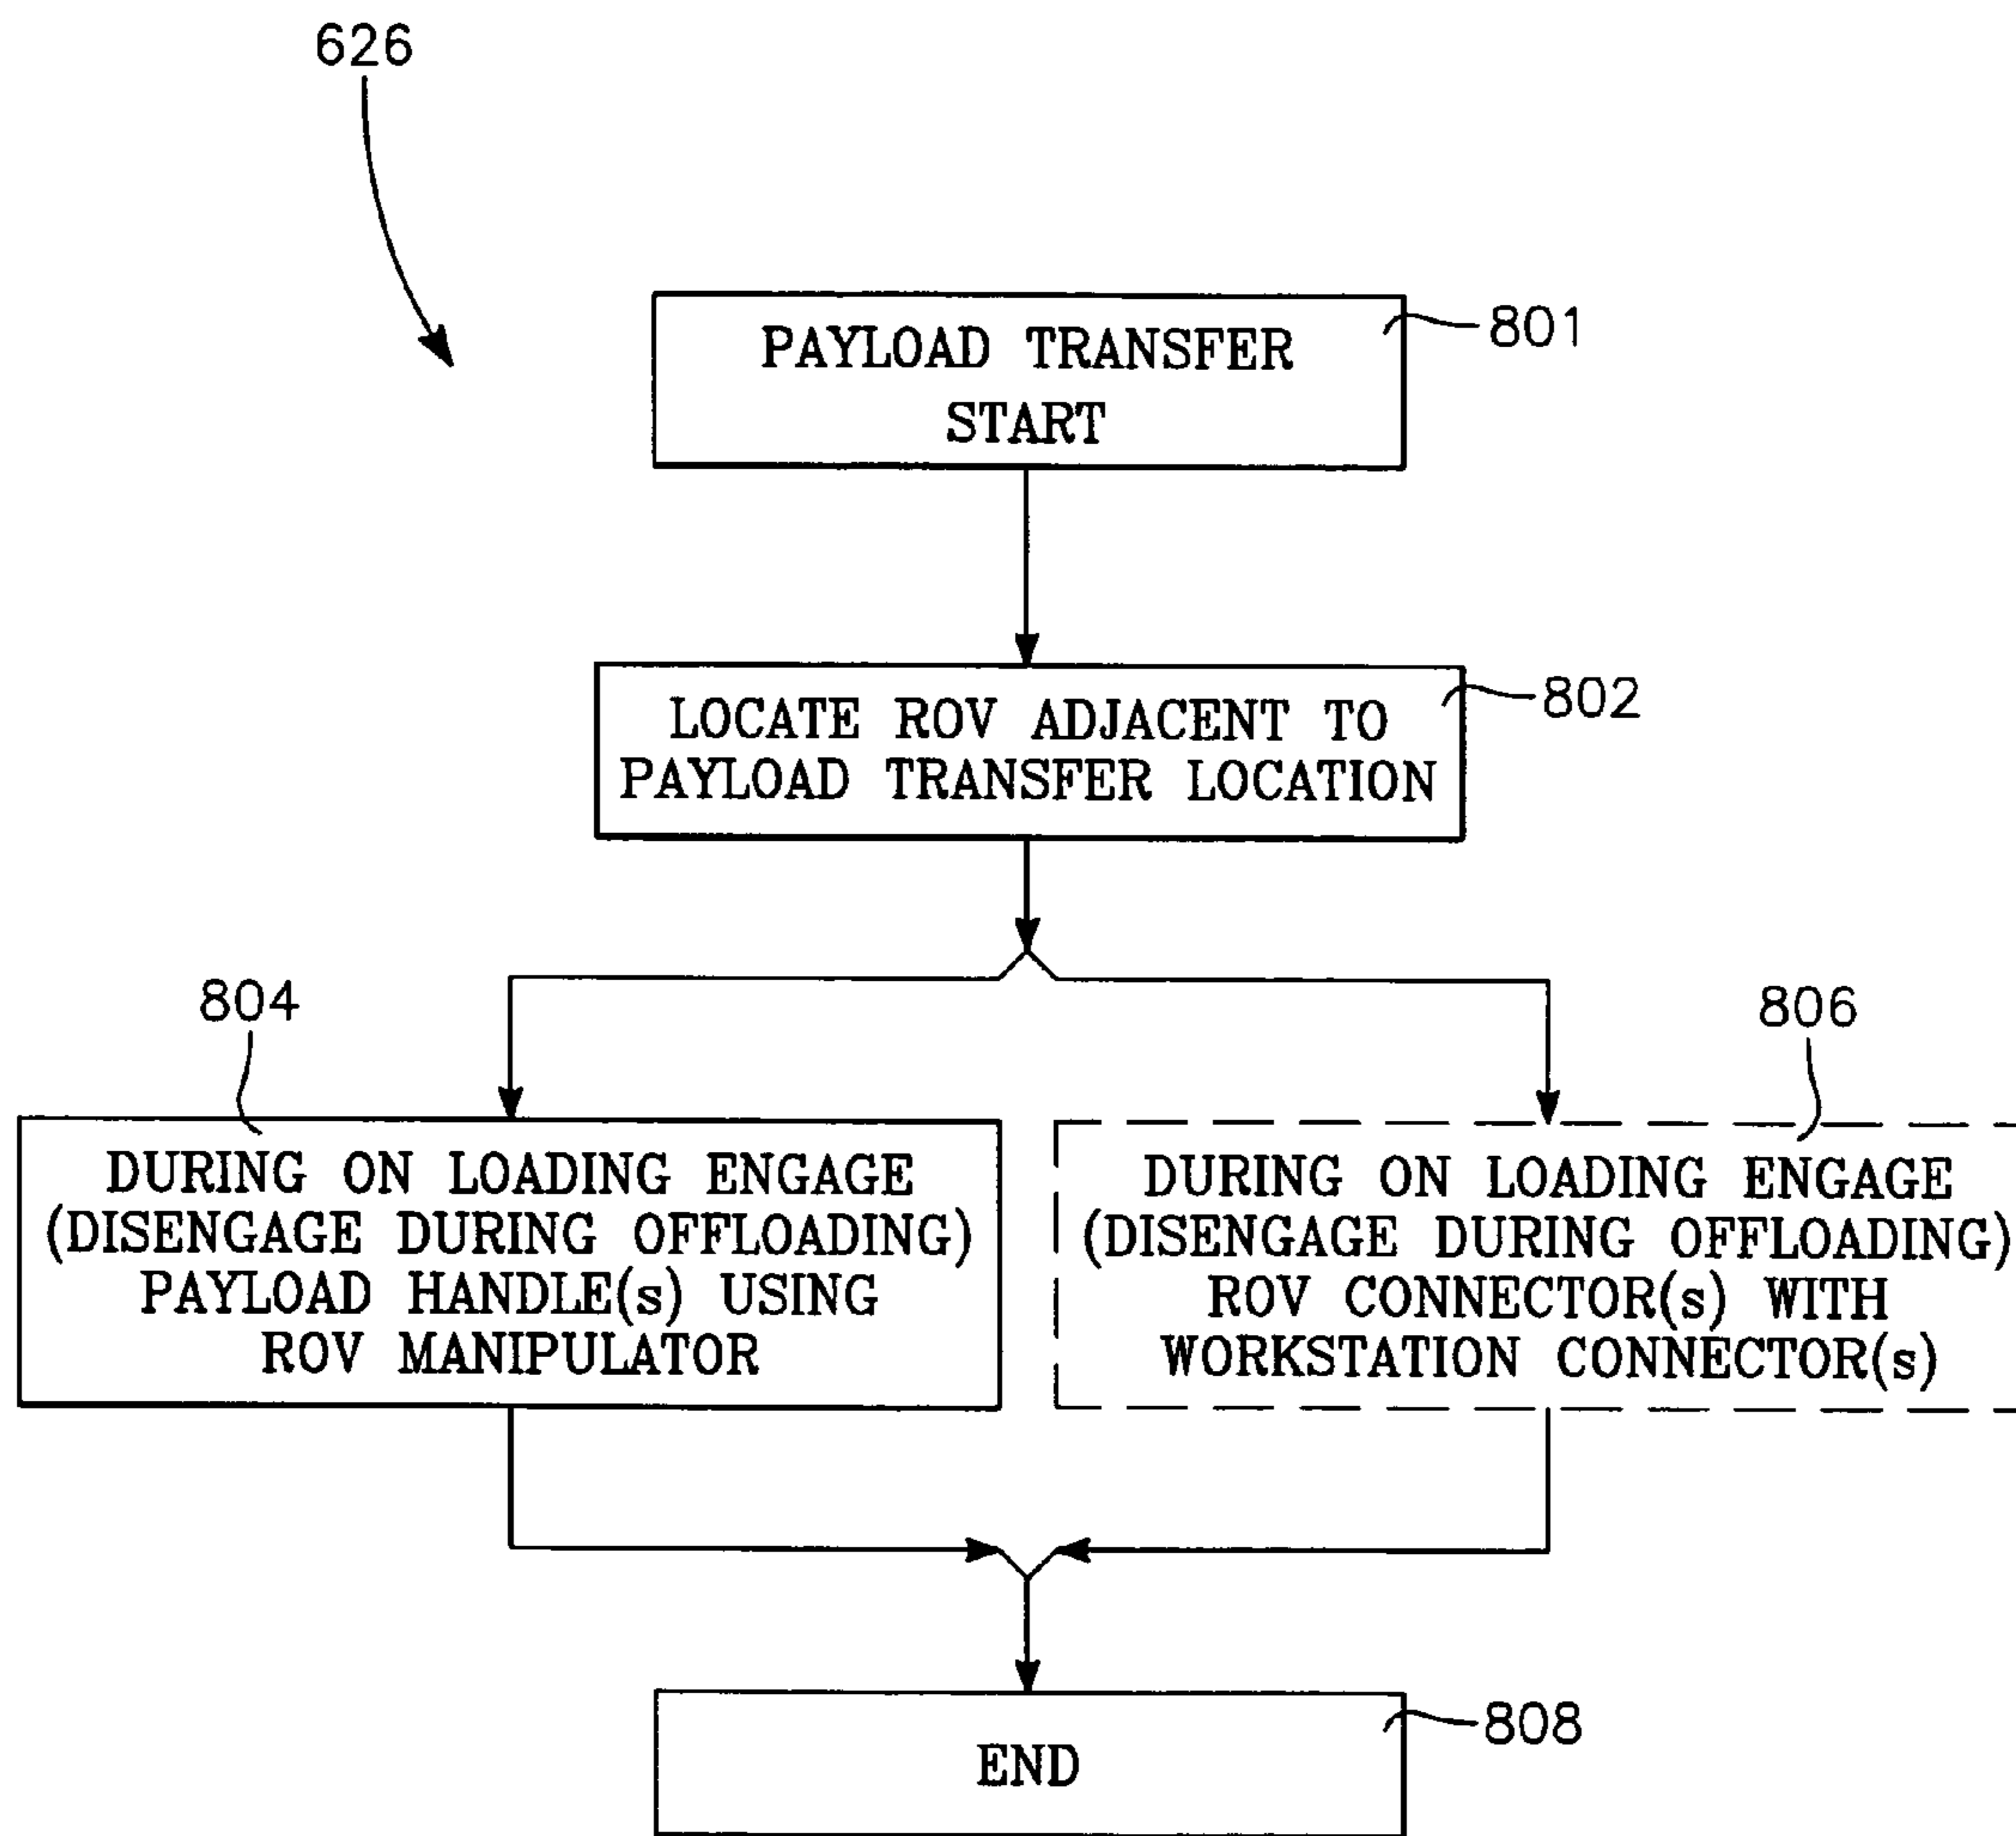 626
PAYLOAD TRANSFER
START
801
LOCATE ROV ADJACENT TO
PAYLOAD TRANSFER LOCATION
802
804
DURING ON LOADING ENGAGE
(DISENGAGE DURING OFFLOADING)
PAYLOAD HANDLE(s) USING
ROV MANIPULATOR
806
DURING ON LOADING ENGAGE
(DISENGAGE DURING OFFLOADING)
ROV CONNECTOR(s) WITH
WORKSTATION CONNECTOR(s)
END
808